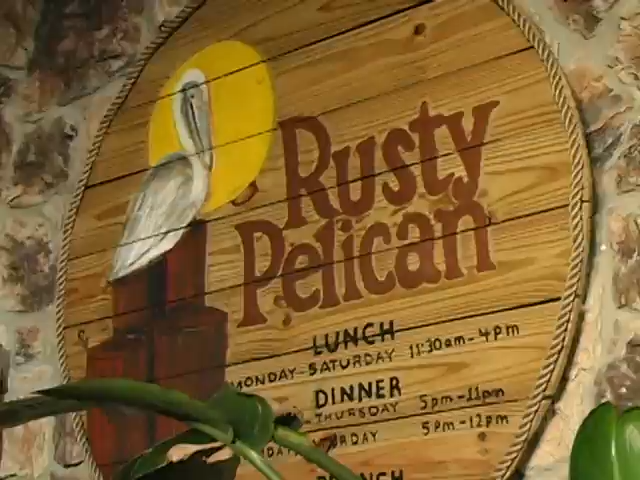 Rusty
Pelican
LUNCH
MONDAY-SATURDAY 11:30am-4pm
DINNER
-THURSDAY 5pm-11pm
5pm-12pm